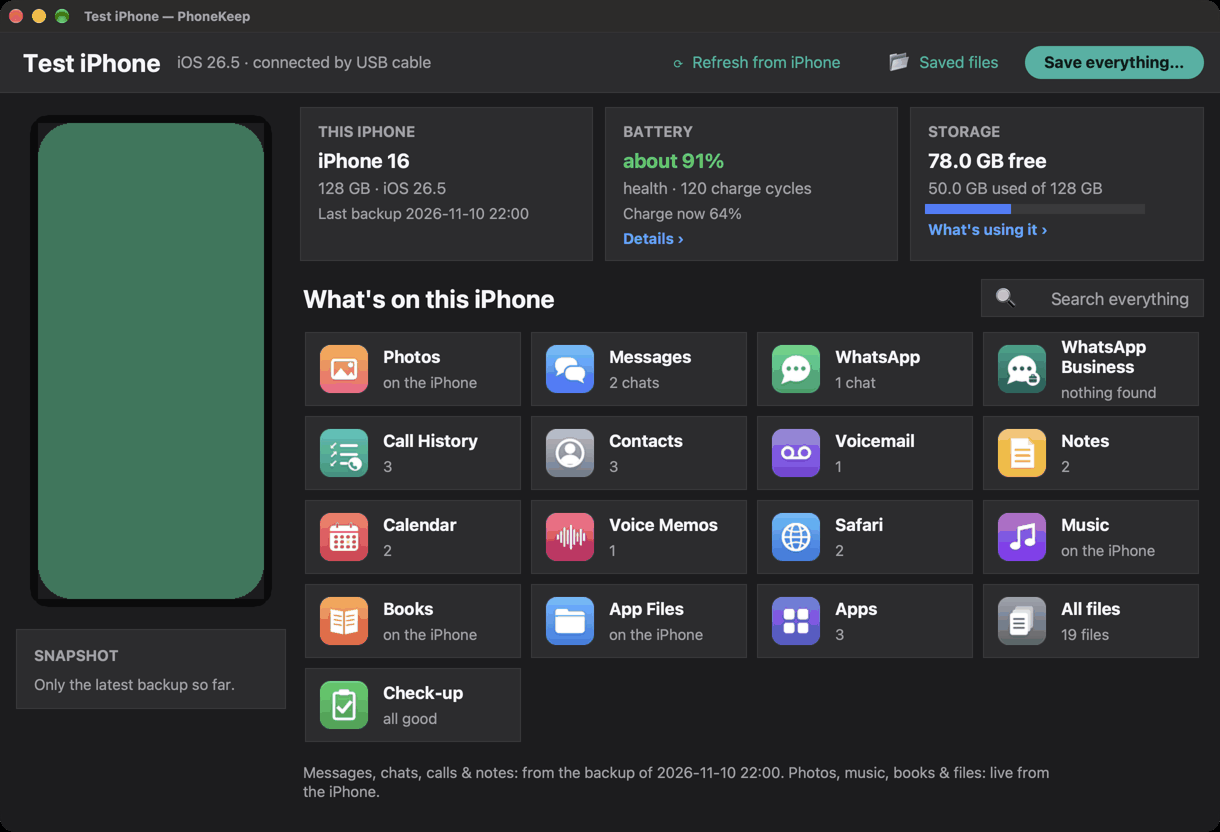 Test iPhone — PhoneKeep
Test iPhone
iOS 26.5 · connected by USB cable
Refresh from iPhone
Saved files
Save everything...
THIS IPHONE
iPhone 16
128 GB · iOS 26.5
Last backup 2026-11-10 22:00
BATTERY
about 91%
health · 120 charge cycles
Charge now 64%
Details ›
STORAGE
78.0 GB free
50.0 GB used of 128 GB
What's using it ›
What's on this iPhone
Search everything
Photos
on the iPhone
Messages
2 chats
WhatsApp
1 chat
WhatsApp
Business
nothing found
Call History
3
Contacts
3
Voicemail
1
Notes
2
Calendar
2
Voice Memos
1
Safari
2
Music
on the iPhone
Books
on the iPhone
App Files
on the iPhone
Apps
3
All files
19 files
Check-up
all good
SNAPSHOT
Only the latest backup so far.
Messages, chats, calls & notes: from the backup of 2026-11-10 22:00. Photos, music, books & files: live from
the iPhone.